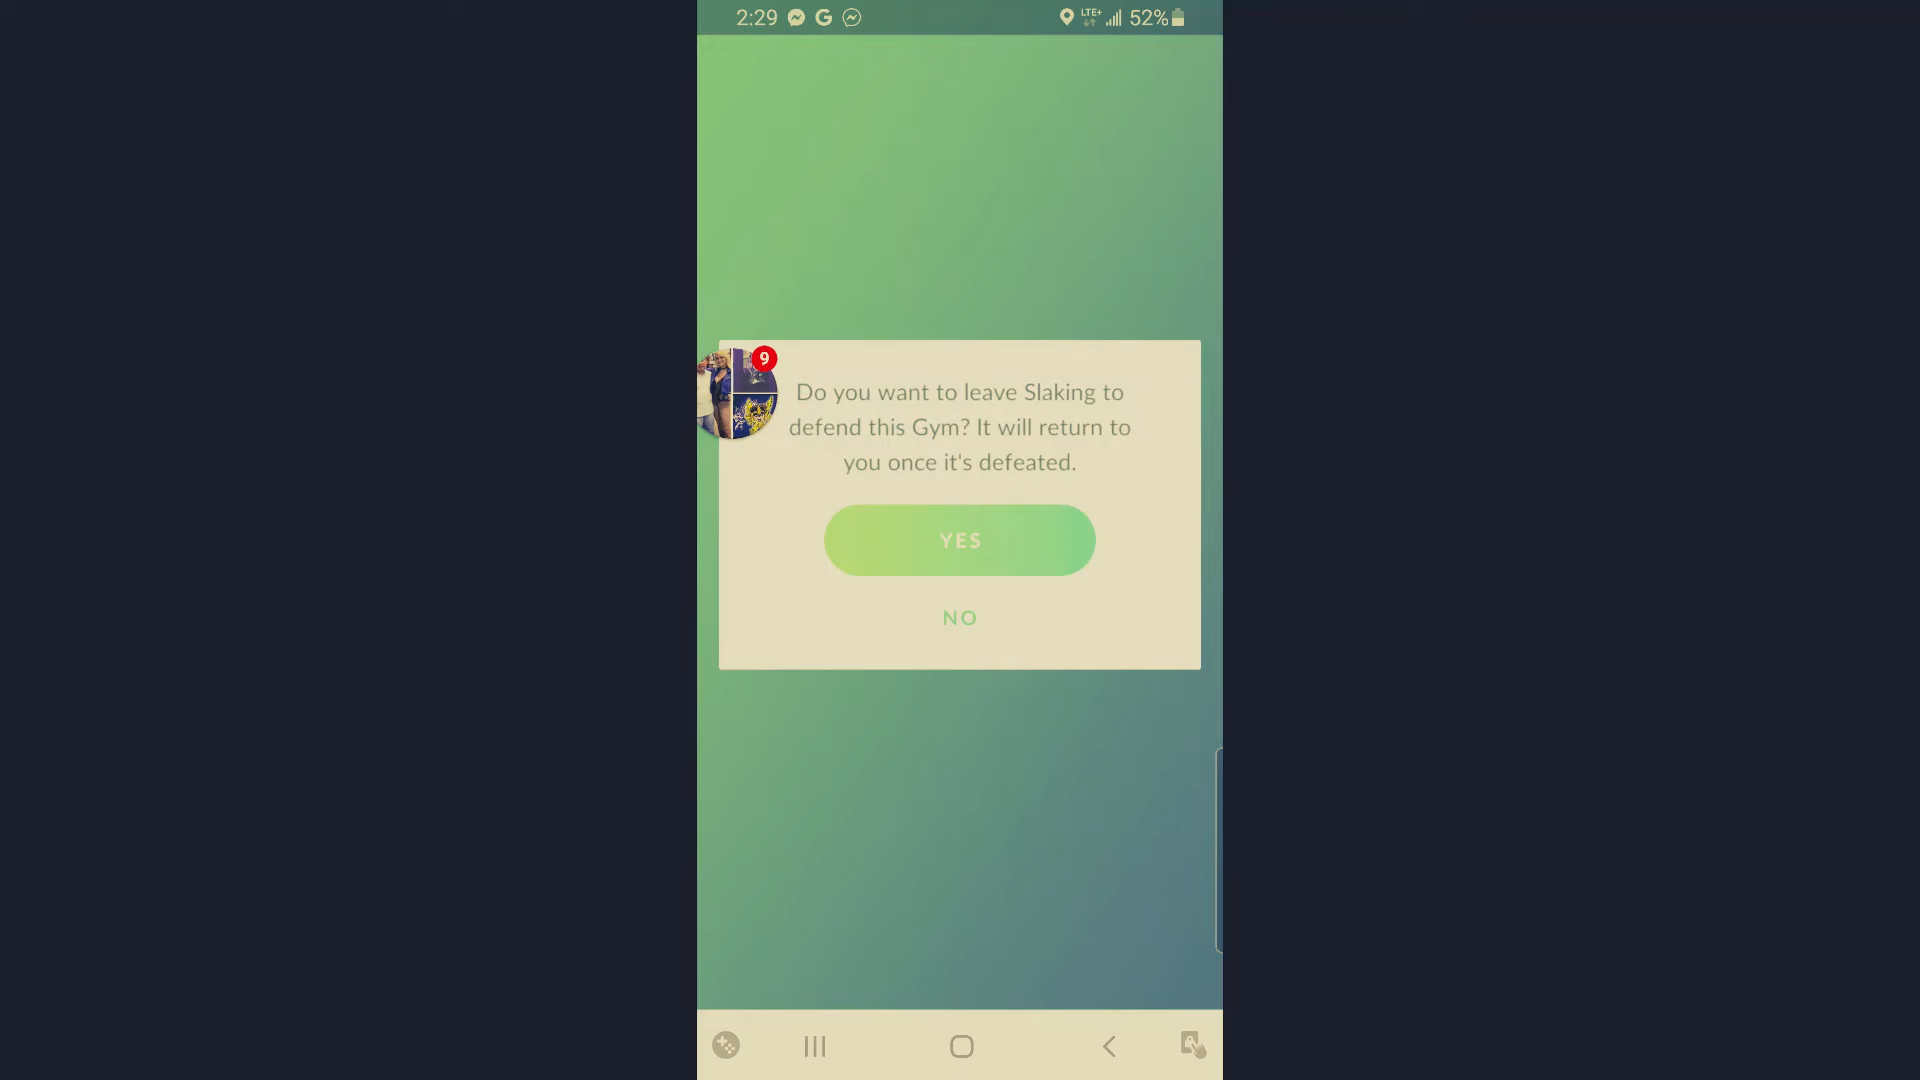 2:29 LTE+ 52%
9
Do you want to leave Slaking to
defend this Gym? It will return to
you once it's defeated.
YES
NO